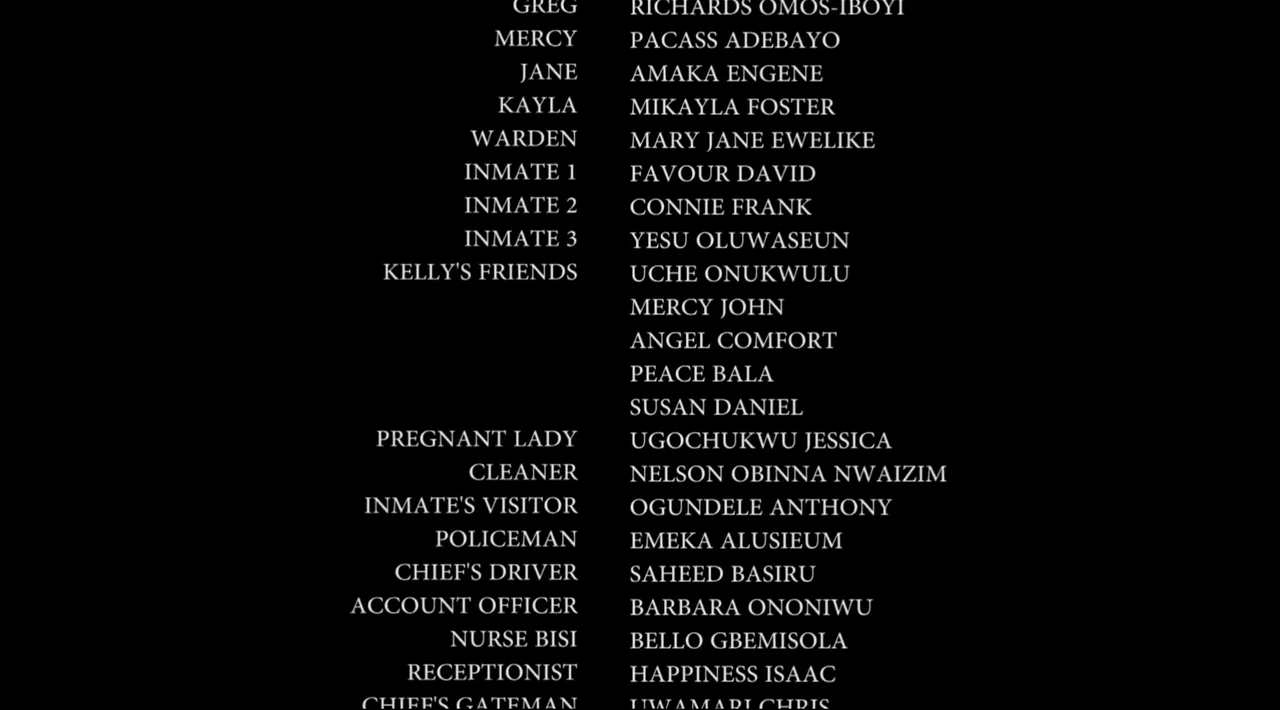 GREG RICHARDS OMOS-IBOYI
MERCY PACASS ADEBAYO
JANE AMAKA ENGENE
KAYLA MIKAYLA FOSTER
WARDEN MARY JANE EWELIKE
INMATE 1 FAVOUR DAVID
INMATE 2 CONNIE FRANK
INMATE 3 YESU OLUWASEUN
KELLY'S FRIENDS UCHE ONUKWULU
MERCY JOHN
ANGEL COMFORT
PEACE BALA
SUSAN DANIEL
PREGNANT LADY UGOCHUKWU JESSICA
CLEANER NELSON OBINNA NWAIZIM
INMATE'S VISITOR OGUNDELE ANTHONY
POLICEMAN EMEKA ALUSIEUM
CHIEF'S DRIVER SAHEED BASIRU
ACCOUNT OFFICER BARBARA ONONIWU
NURSE BISI BELLO GBEMISOLA
RECEPTIONIST HAPPINESS ISAAC
CHIEF'S GATEMAN UWAMARI CHRIS